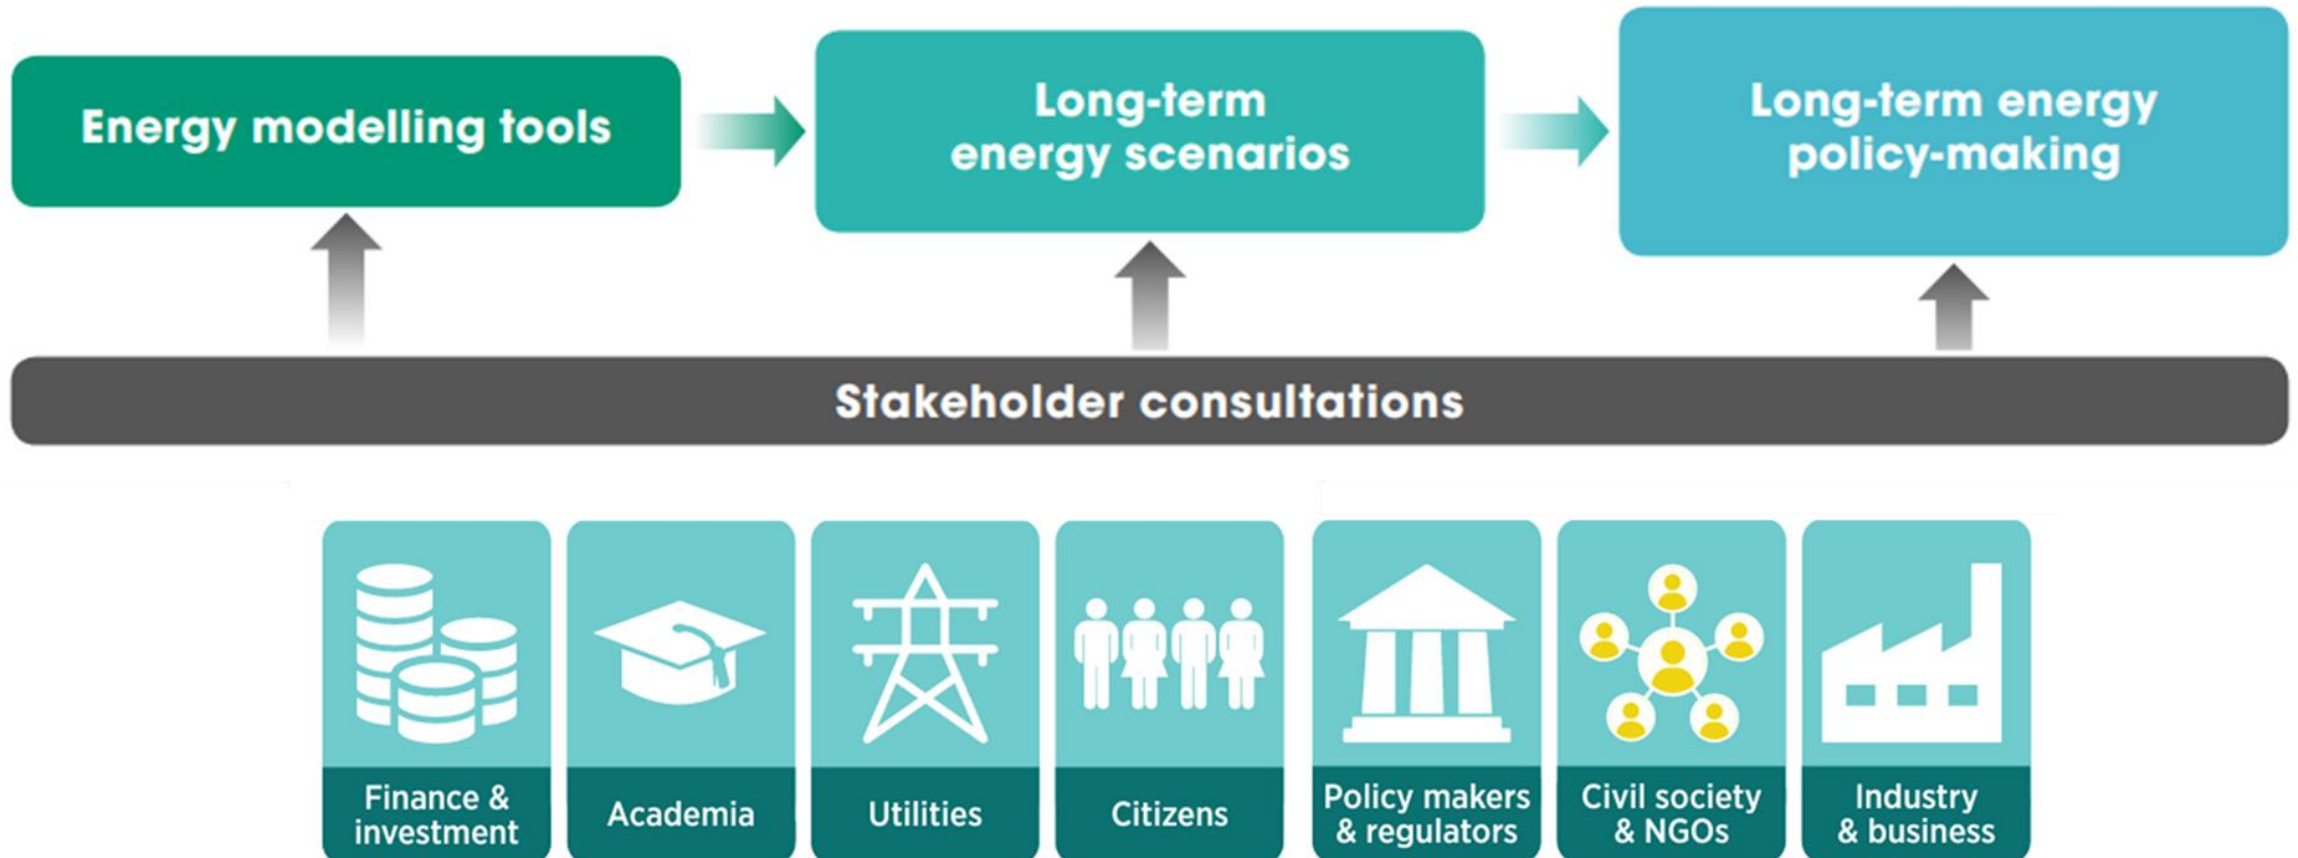 Energy modelling tools
Long-term
energy scenarios
Long-term energy
policy-making
Stakeholder consultations
Finance &
investment
Academia
Utilities
Citizens
Policy makers
& regulators
Civil society
& NGOs
Industry
& business